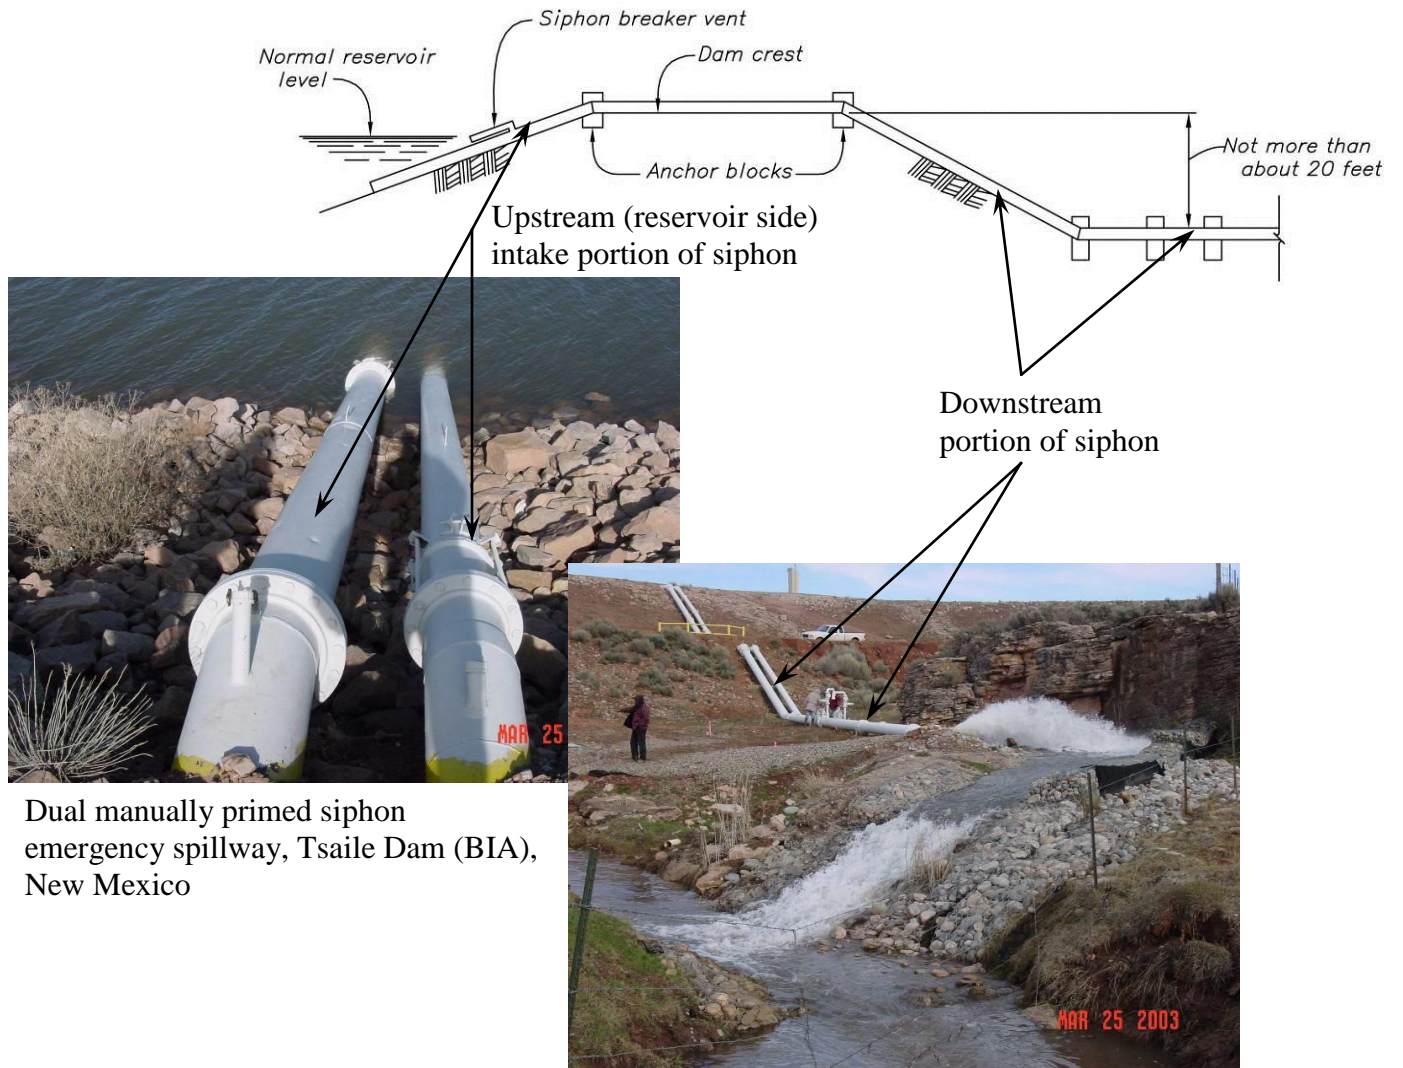 Siphon breaker vent
Normal reservoir
level
Dam crest
Not more than
about 20 feet
Anchor blocks
Upstream (reservoir side)
intake portion of siphon
Downstream
portion of siphon
MAR 25
Dual manually primed siphon
emergency spillway, Tsaile Dam (BIA),
New Mexico
MAR 25 2003